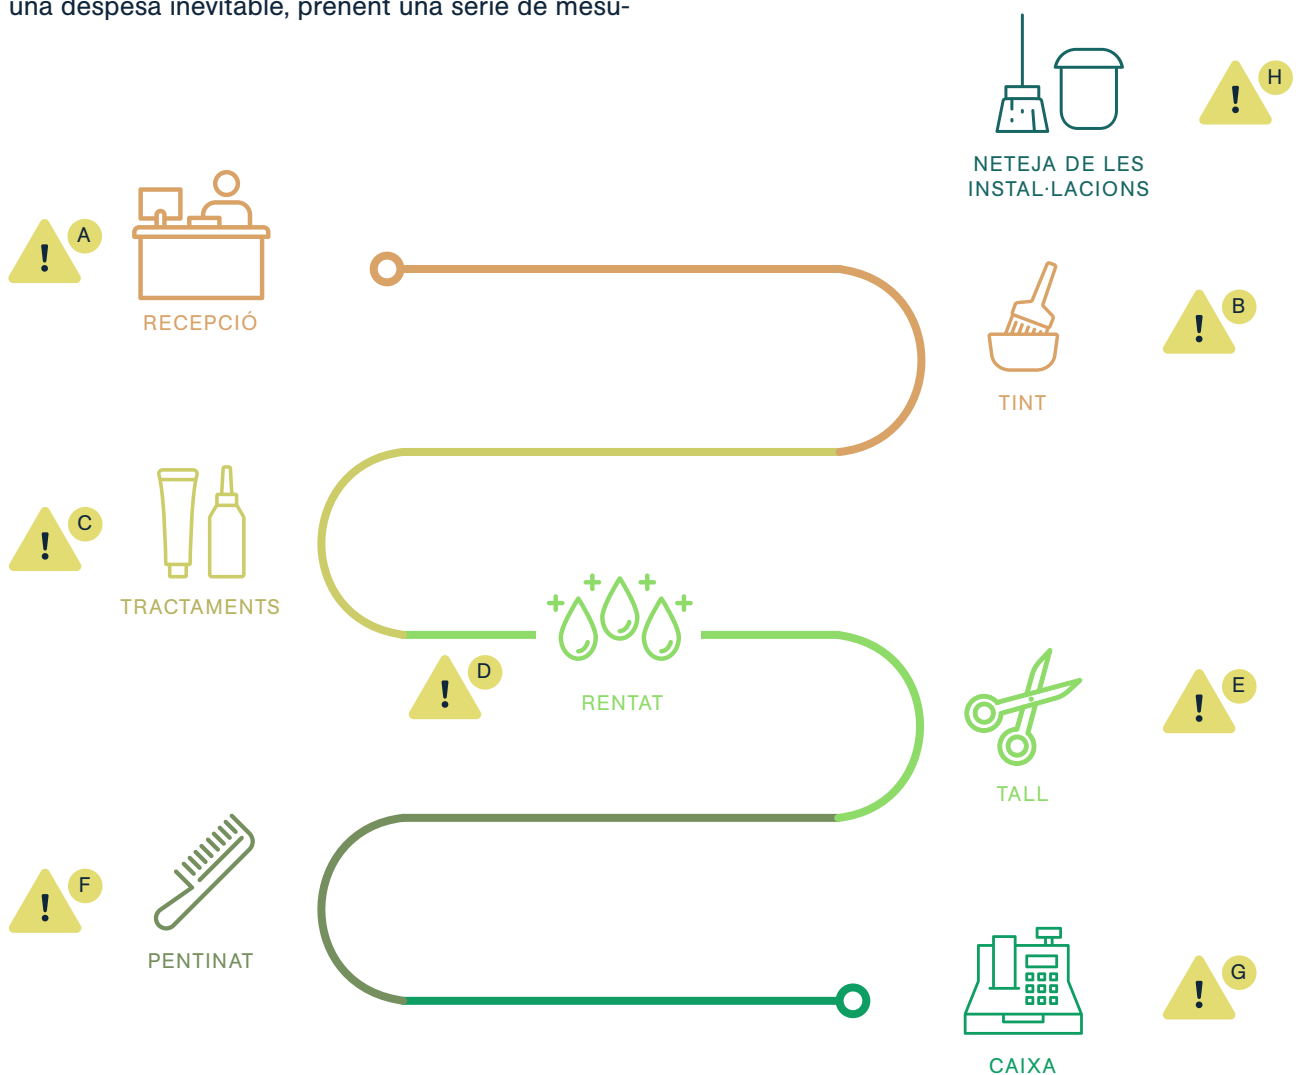 una despesa inevitable, prenent una sèrie de mesu-
H
NETEJA DE LES
INSTAL·LACIONS
A
RECEPCIÓ
B
TINT
C
TRACTAMENTS
D
RENTAT
E
TALL
F
PENTINAT
G
CAIXA